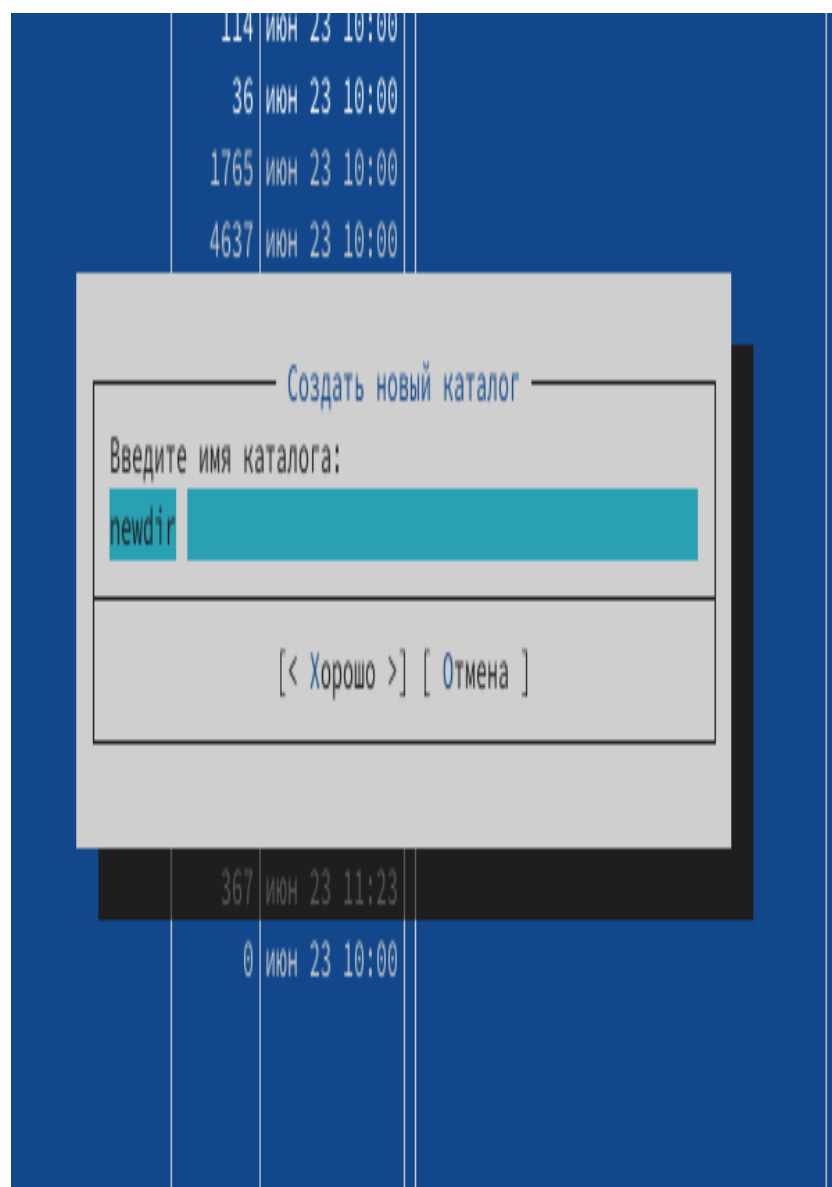 114 июн 23 10:00
36 июн 23 10:00
1765 июн 23 10:00
4637 июн 23 10:00
Создать новый каталог
Введите имя каталога:
newdir
[< Хорошо >] [ Отмена ]
367 июн 23 11:23
0 июн 23 10:00